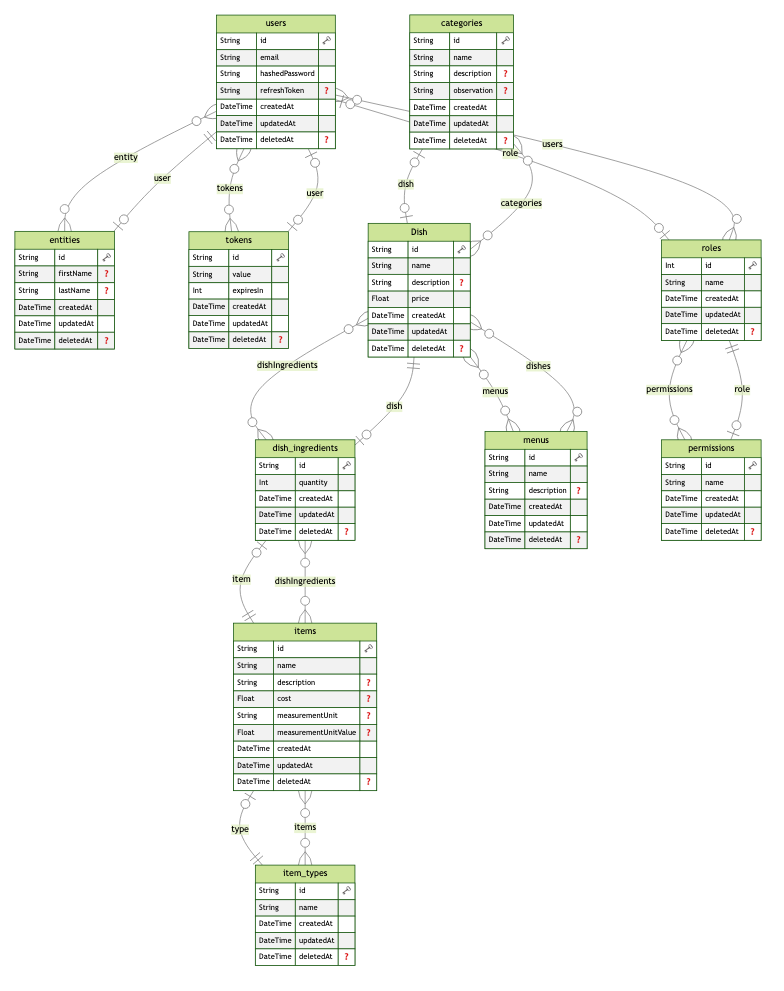 users
String id
String email
String hashedPassword
String refreshToken ?
DateTime createdAt
DateTime updatedAt
DateTime deletedAt ?
categories
String id
String name
String description ?
String observation ?
DateTime createdAt
DateTime updatedAt
DateTime deletedAt ?
entity
user
tokens
user
dish
categories
role
users
entities
String id
String firstName ?
String lastName ?
DateTime createdAt
DateTime updatedAt
DateTime deletedAt ?
tokens
String id
String value
Int expiresIn
DateTime createdAt
DateTime updatedAt
DateTime deletedAt ?
Dish
String id
String name
String description ?
Float price
DateTime createdAt
DateTime updatedAt
DateTime deletedAt ?
roles
Int id
String name
DateTime createdAt
DateTime updatedAt
DateTime deletedAt ?
dishIngredients
dish
menus
dishes
permissions
role
dish_ingredients
String id
Int quantity
DateTime createdAt
DateTime updatedAt
DateTime deletedAt ?
menus
String id
String name
String description ?
DateTime createdAt
DateTime updatedAt
DateTime deletedAt ?
permissions
String id
String name
DateTime createdAt
DateTime updatedAt
DateTime deletedAt ?
item
dishIngredients
items
String id
String name
String description ?
Float cost ?
String measurementUnit ?
Float measurementUnitValue ?
DateTime createdAt
DateTime updatedAt
DateTime deletedAt ?
type
items
item_types
String id
String name
DateTime createdAt
DateTime updatedAt
DateTime deletedAt ?